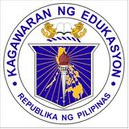 KAGAWARAN NG EDUKASYON
REPUBLIKA NG PILIPINAS